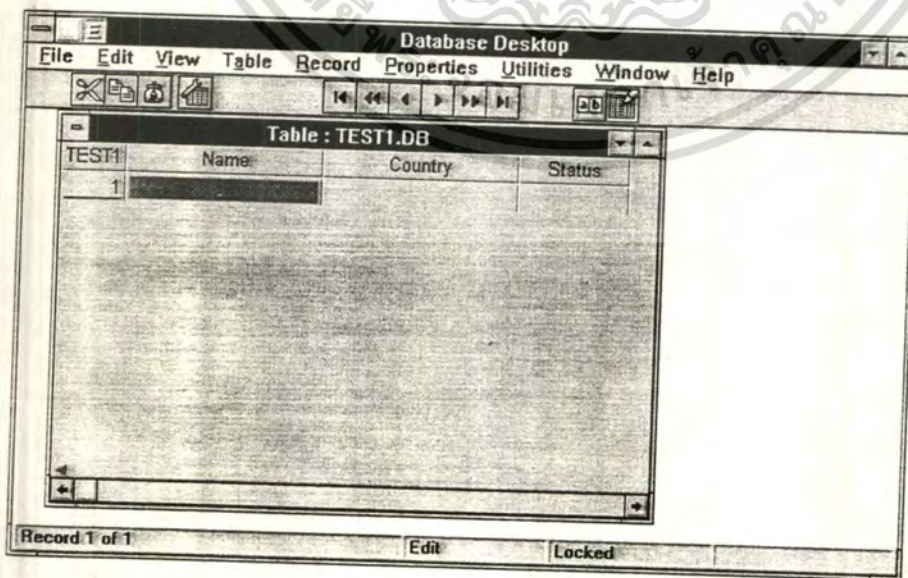 Database Desktop
File Edit View Table Record Properties Utilities Window Help
Table : TEST1.DB
TEST1 Name Country Status
1
Record 1 of 1 Edit Locked